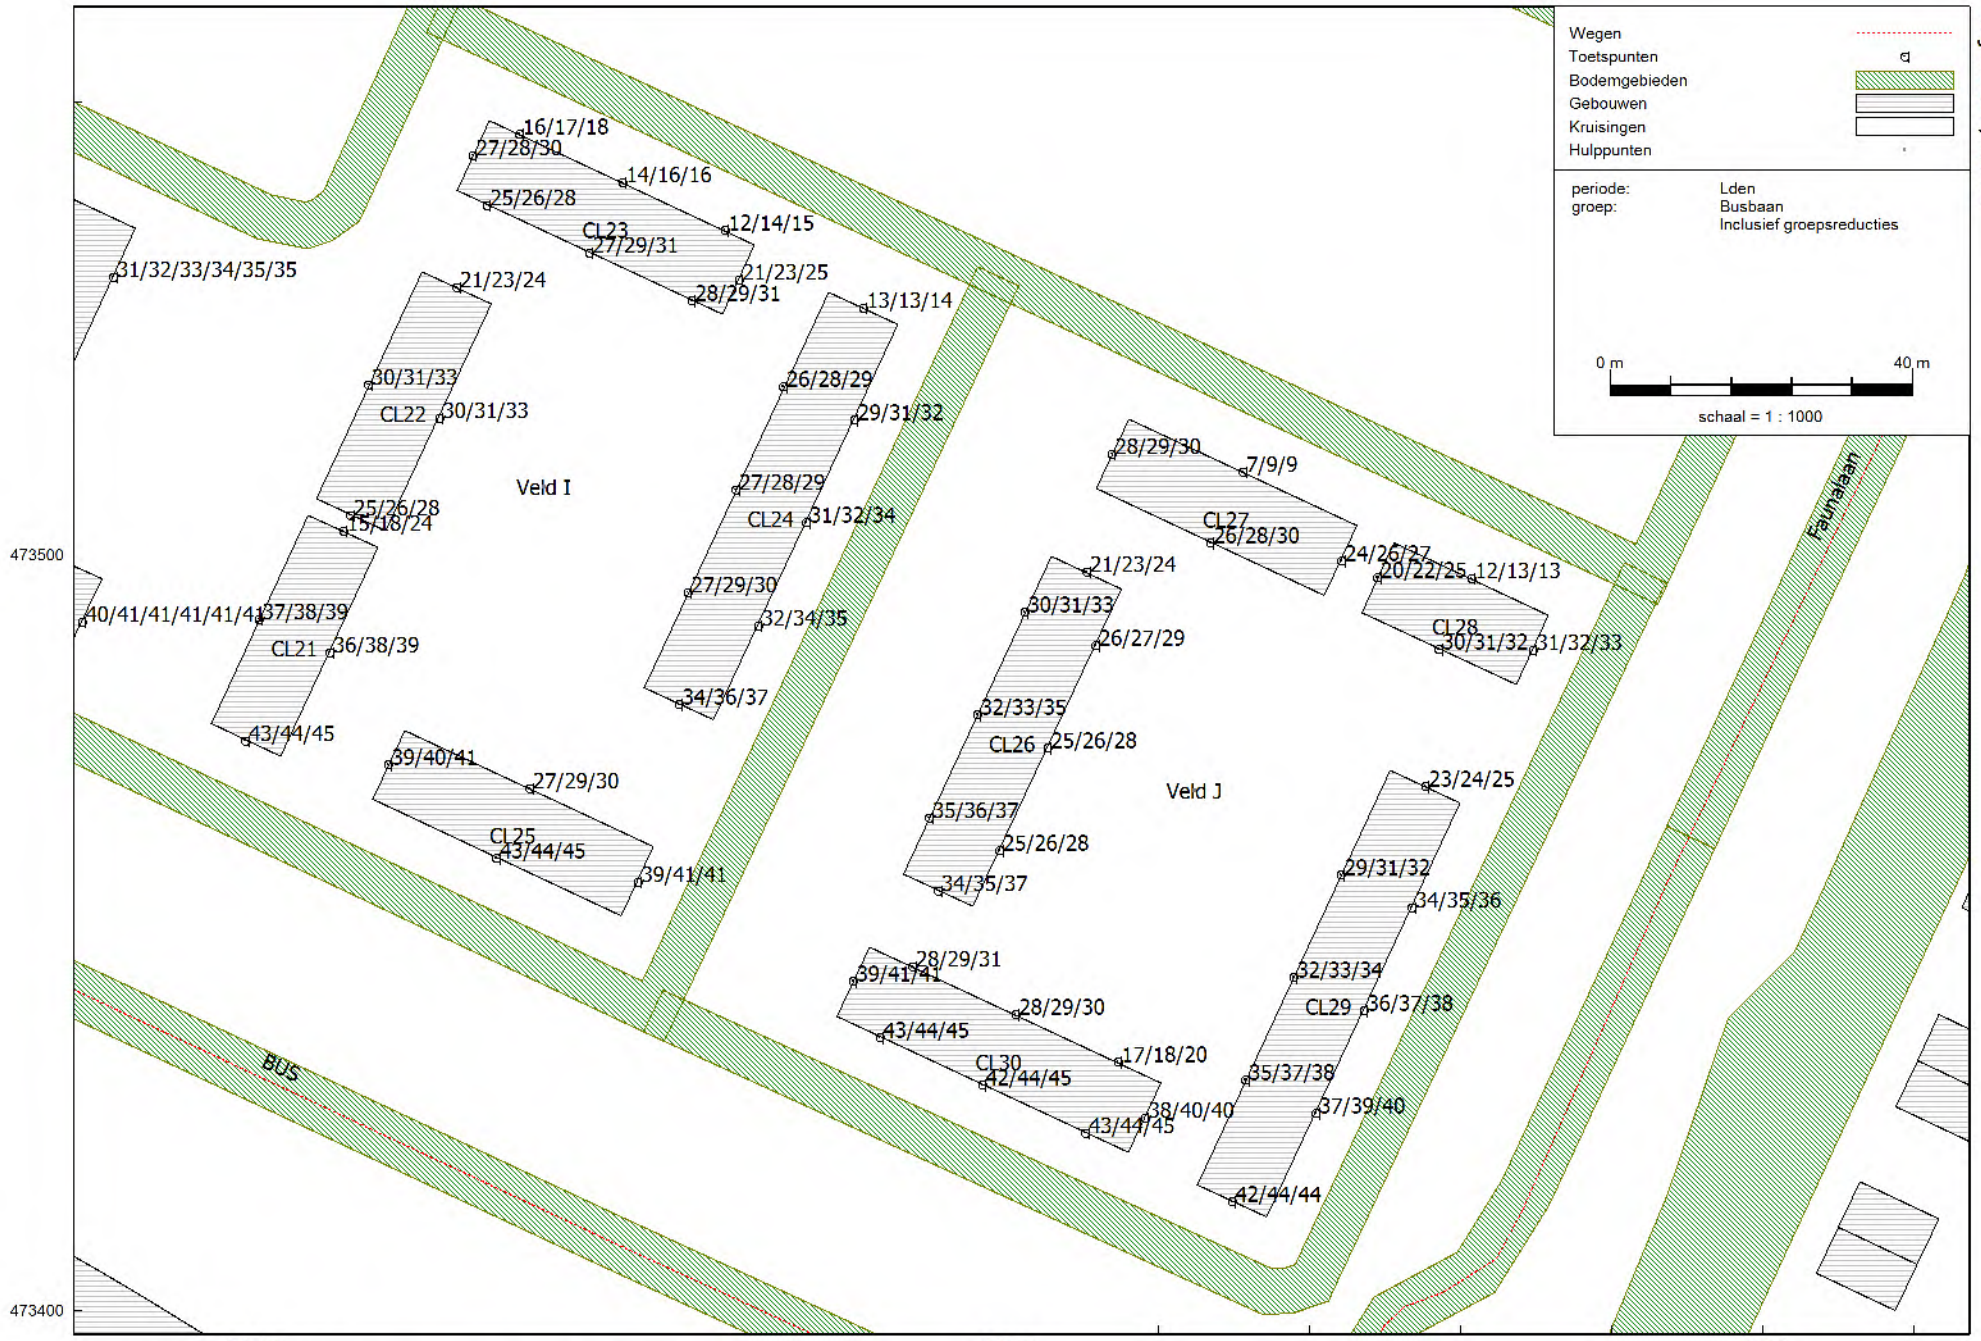 Wegen
Toetspunten
Bodemgebieden
Gebouwen
Kruisingen
Hulppunten
periode: Lden
groep: Busbaan
Inclusief groepsreducties
0 m 40 m
schaal = 1 : 1000
16/17/18
27/28/30
14/16/16
25/26/28
CL23
12/14/15
27/29/31
31/32/33/34/35/35
21/23/25
21/23/24
28/29/31
13/13/14
30/31/33
26/28/29
CL22
30/31/33
29/31/32
Faunalaan
28/29/30
7/9/9
Veld I
27/28/29
25/26/28
15/18/24
CL24
31/32/34
CL27
26/28/30
473500
24/26/27
21/23/24
20/22/25
12/13/13
27/29/30
30/31/33
40/41/41/41/41/41
37/38/39
32/34/35
CL28
26/27/29
CL21
36/38/39
30/31/32
31/32/33
34/36/37
32/33/35
43/44/45
CL26
25/26/28
39/40/41
27/29/30
23/24/25
Veld J
35/36/37
CL25
43/44/45
25/26/28
29/31/32
39/41/41
34/35/37
34/35/36
28/29/31
39/41/41
32/33/34
28/29/30
CL29
36/37/38
43/44/45
17/18/20
BUS
CL30
42/44/45
35/37/38
38/40/40
37/39/40
43/44/45
42/44/44
473400